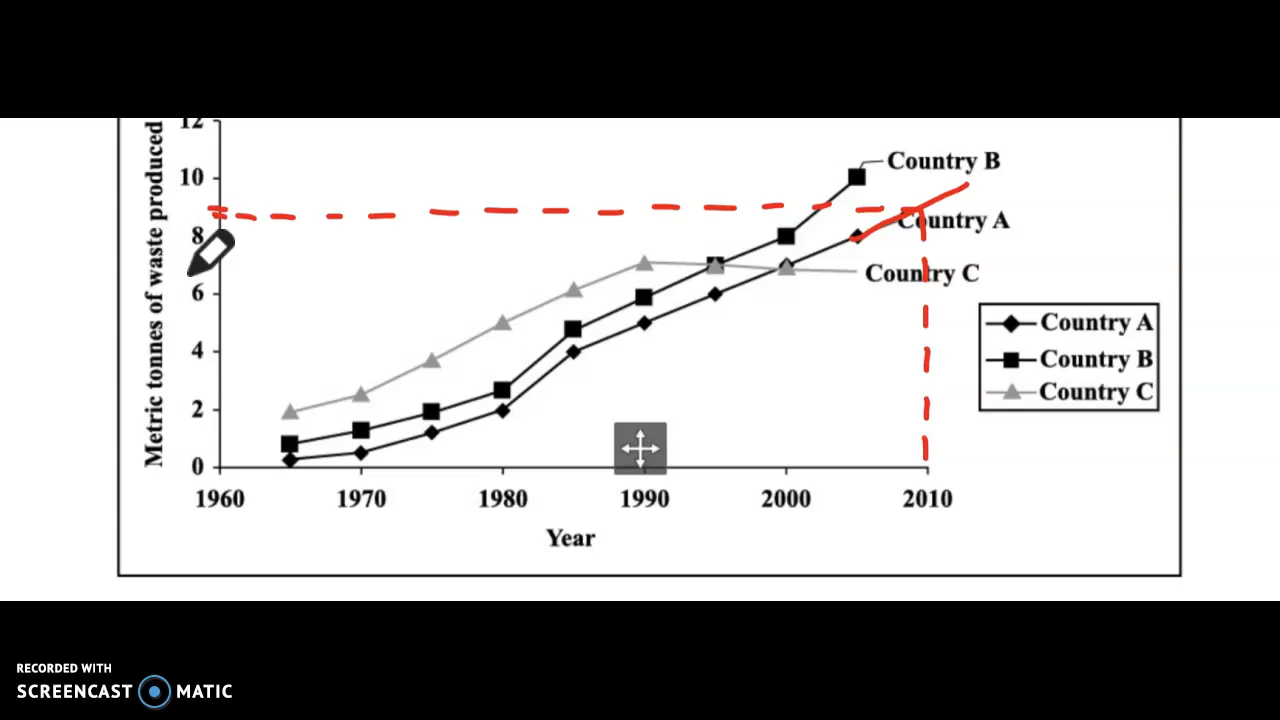 Metric tonnes of waste produced
12
10
8
6
4
2
0
1960 1970 1980 1990 2000 2010
Year
Country B
Country A
Country C
Country A
Country B
Country C
RECORDED WITH
SCREENCAST MATIC